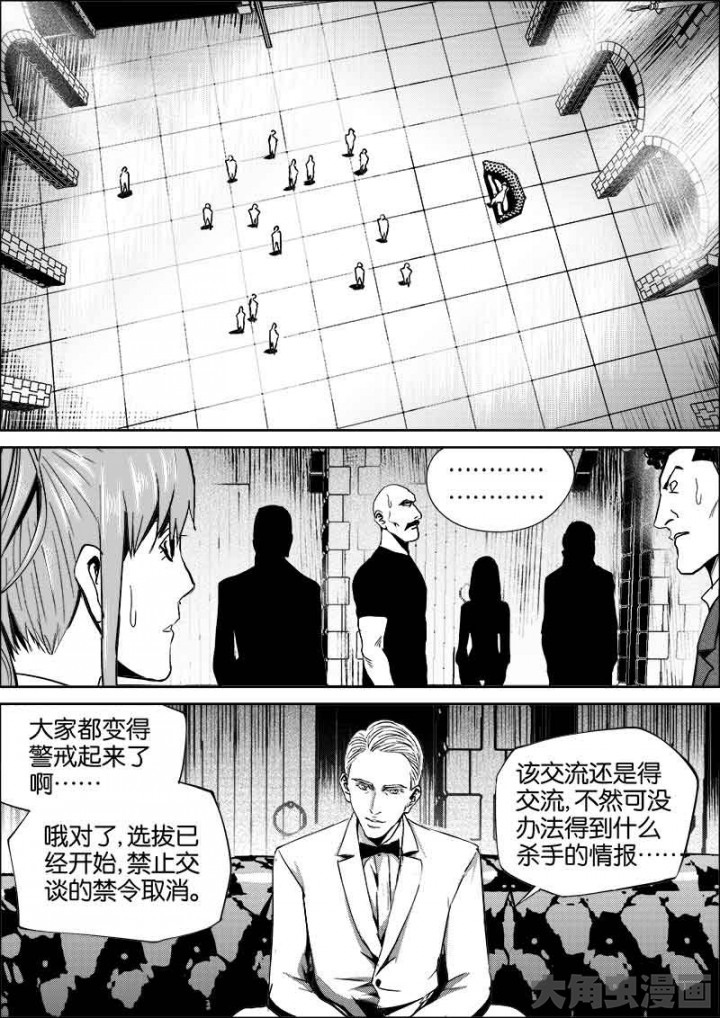 …………
…………
大家都变得
警戒起来了
啊……
哦对了,选拔已
经开始,禁止交
谈的禁令取消。
该交流还是得
交流,不然可没
办法得到什么
杀手的情报……
大角虫漫画